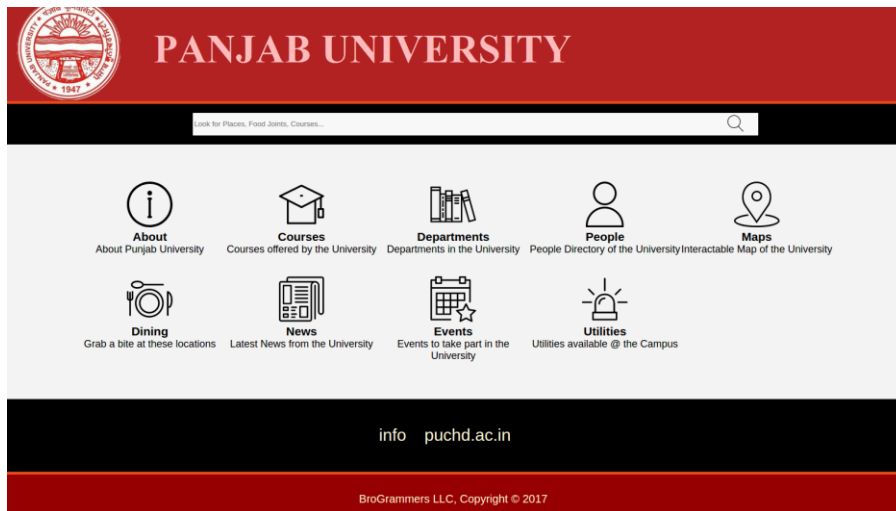 PANJAB UNIVERSITY
PANJAB UNIVERSITY
1947
Look for Places, Food Joints, Courses...
About
About Punjab University
Courses
Courses offered by the University
Departments
Departments in the University
People
People Directory of the University
Maps
Interactable Map of the University
Dining
Grab a bite at these locations
News
Latest News from the University
Events
Events to take part in the
University
Utilities
Utilities available @ the Campus
info puchd.ac.in
BroGrammers LLC, Copyright © 2017